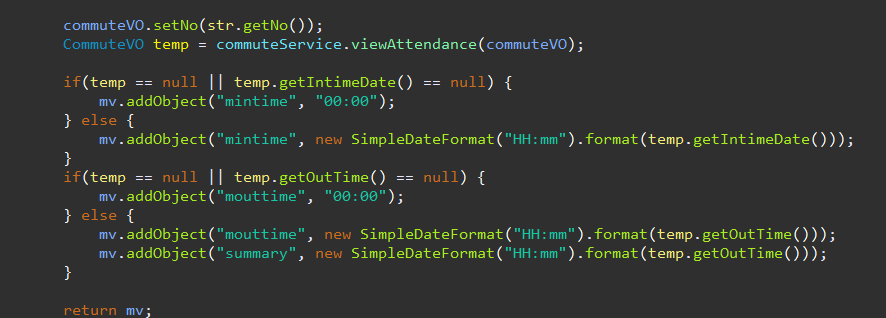 commuteVO.setNo(str.getNo());
CommuteVO temp = commuteService.viewAttendance(commuteVO);
if(temp == null || temp.getIntimeDate() == null) {
mv.addObject("mintime", "00:00");
} else {
mv.addObject("mintime", new SimpleDateFormat("HH:mm").format(temp.getIntimeDate()));
}
if(temp == null || temp.getOutTime() == null) {
mv.addObject("mouttime", "00:00");
} else {
mv.addObject("mouttime", new SimpleDateFormat("HH:mm").format(temp.getOutTime()));
mv.addObject("summary", new SimpleDateFormat("HH:mm").format(temp.getOutTime()));
}
return mv;